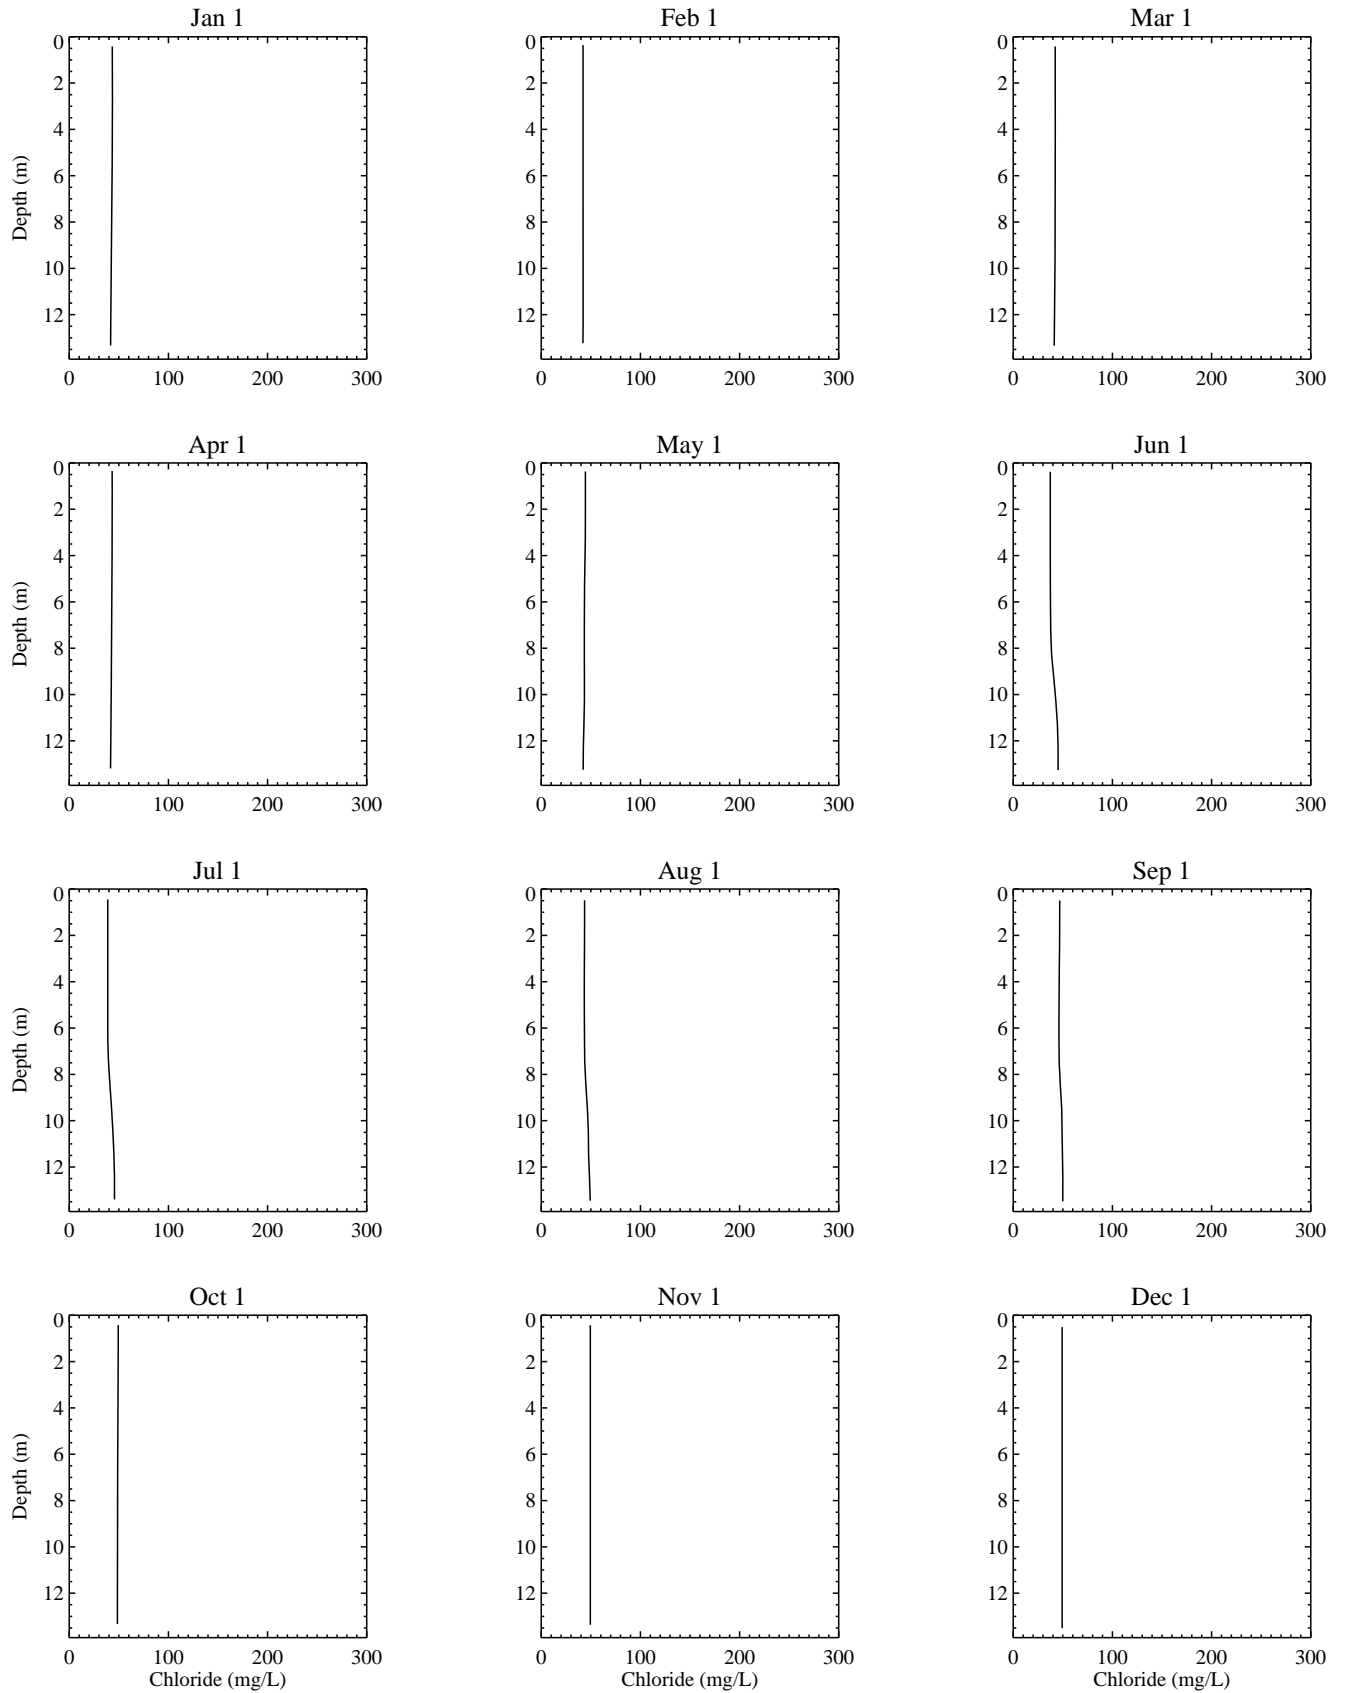 Jan 1 Feb 1 Mar 1
0 0 0
2 2 2
4 4 4
6 6 6
8 8 8
10 10 10
12 12 12
Depth (m)
0 100 200 300 0 100 200 300 0 100 200 300
Apr 1 May 1 Jun 1
0 0 0
2 2 2
4 4 4
6 6 6
8 8 8
10 10 10
12 12 12
Depth (m)
0 100 200 300 0 100 200 300 0 100 200 300
Jul 1 Aug 1 Sep 1
0 0 0
2 2 2
4 4 4
6 6 6
8 8 8
10 10 10
12 12 12
Depth (m)
0 100 200 300 0 100 200 300 0 100 200 300
Oct 1 Nov 1 Dec 1
0 0 0
2 2 2
4 4 4
6 6 6
8 8 8
10 10 10
12 12 12
Depth (m)
0 100 200 300 0 100 200 300 0 100 200 300
Chloride (mg/L) Chloride (mg/L) Chloride (mg/L)